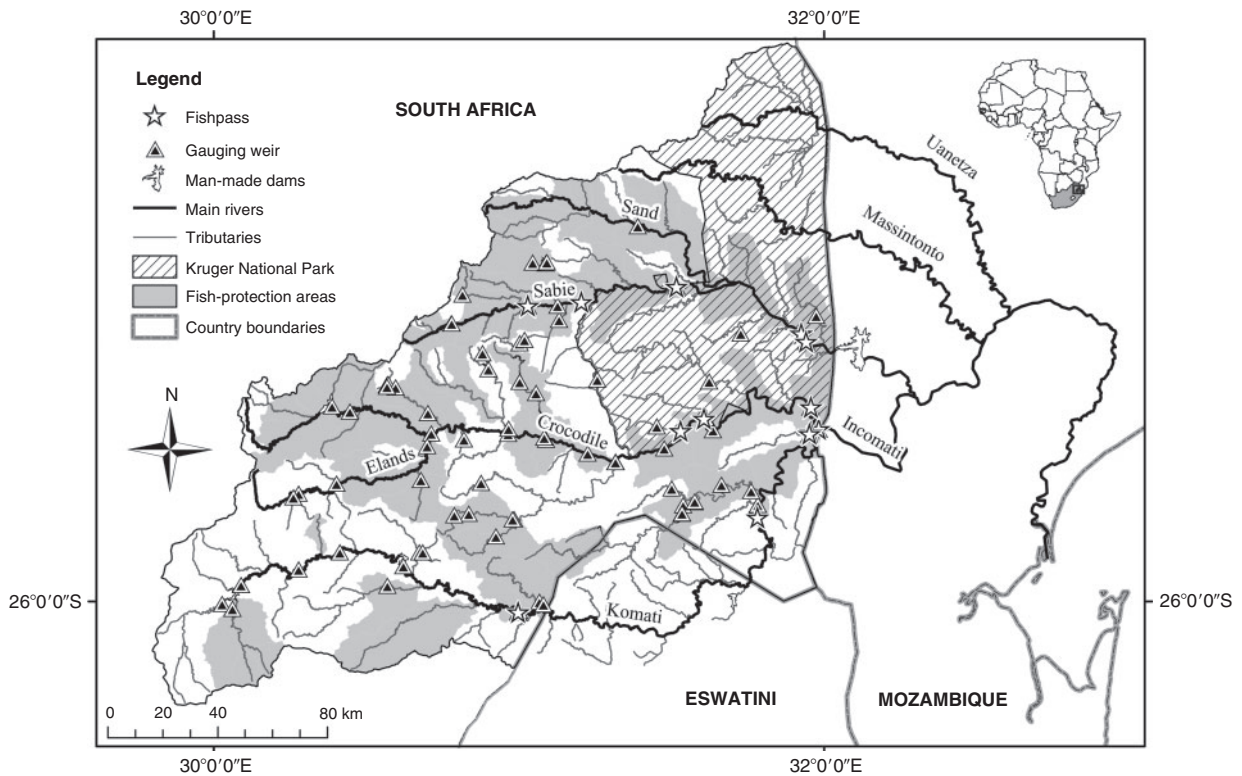 30°0′0″E
32°0′0″E
Legend
Fishpass
Gauging weir
Man-made dams
Main rivers
Tributaries
Kruger National Park
Fish-protection areas
Country boundaries
SOUTH AFRICA
Uanetza
Massintonto
Sand
Sabie
N
Crocodile
Incomati
Elands
26°0′0″S
26°0′0″S
Komati
ESWATINI
MOZAMBIQUE
0 20 40 80 km
30°0′0″E
32°0′0″E